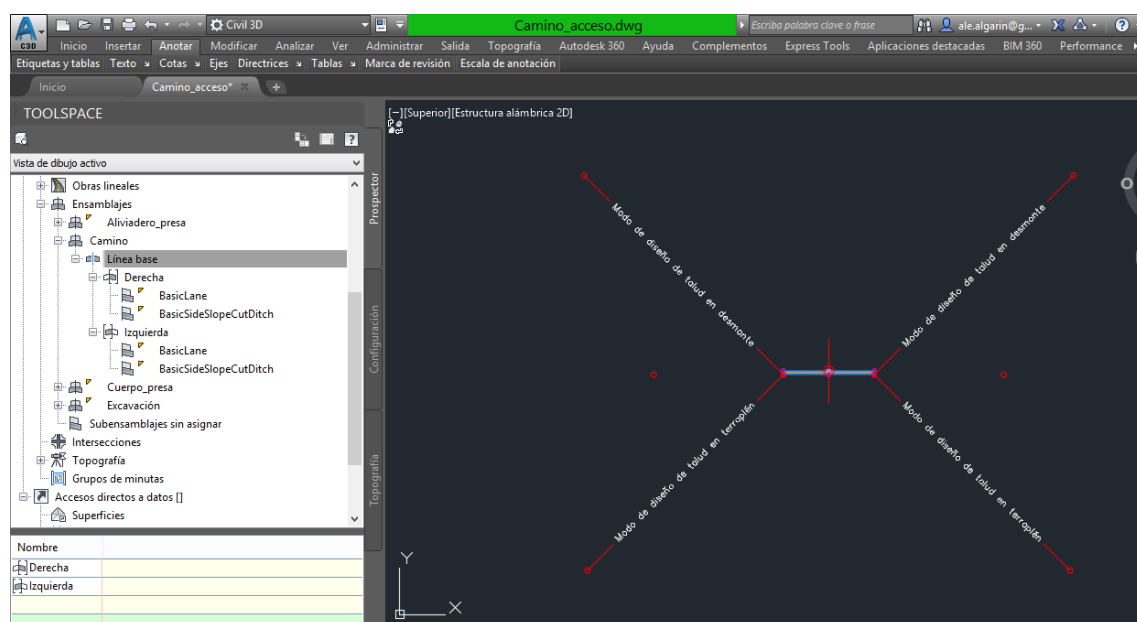 Civil 3D
Camino_acceso.dwg
Escriba palabra clave o frase
ale.algarin@g...
C3D
Inicio Insertar Anotar Modificar Analizar Ver Administrar Salida Topografía Autodesk 360 Ayuda Complementos Express Tools Aplicaciones destacadas BIM 360 Performance
Etiquetas y tablas Texto Cotas Ejes Directrices Tablas Marca de revisión Escala de anotación
Inicio Camino_acceso*
TOOLSPACE
[−][Superior][Estructura alámbrica 2D]
Vista de dibujo activo
Obras lineales
Ensamblajes
Aliviadero_presa
Camino
Línea base
Derecha
BasicLane
BasicSideSlopeCutDitch
Izquierda
BasicLane
BasicSideSlopeCutDitch
Cuerpo_presa
Excavación
Subensamblajes sin asignar
Intersecciones
Topografía
Grupos de minutas
Accesos directos a datos []
Superficies
Prospector
Configuración
Topografía
Nombre
Derecha
Izquierda
Modo de diseño de talud en desmonte
Modo de diseño de talud en desmonte
Modo de diseño de talud en terraplén
Modo de diseño de talud en terraplén
Y
X
O